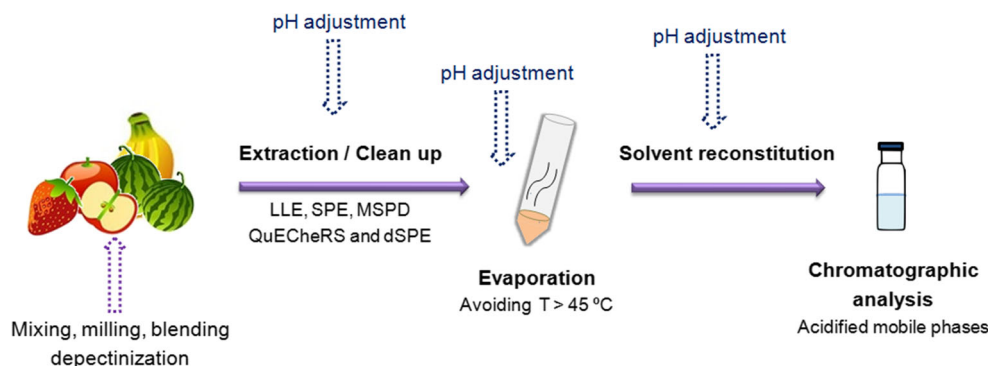 pH adjustment
pH adjustment
pH adjustment
Extraction / Clean up
LLE, SPE, MSPD
QuEChERS and dSPE
Solvent reconstitution
Evaporation
Avoiding T > 45 ºC
Chromatographic
analysis
Acidified mobile phases
Mixing, milling, blending
depectinization